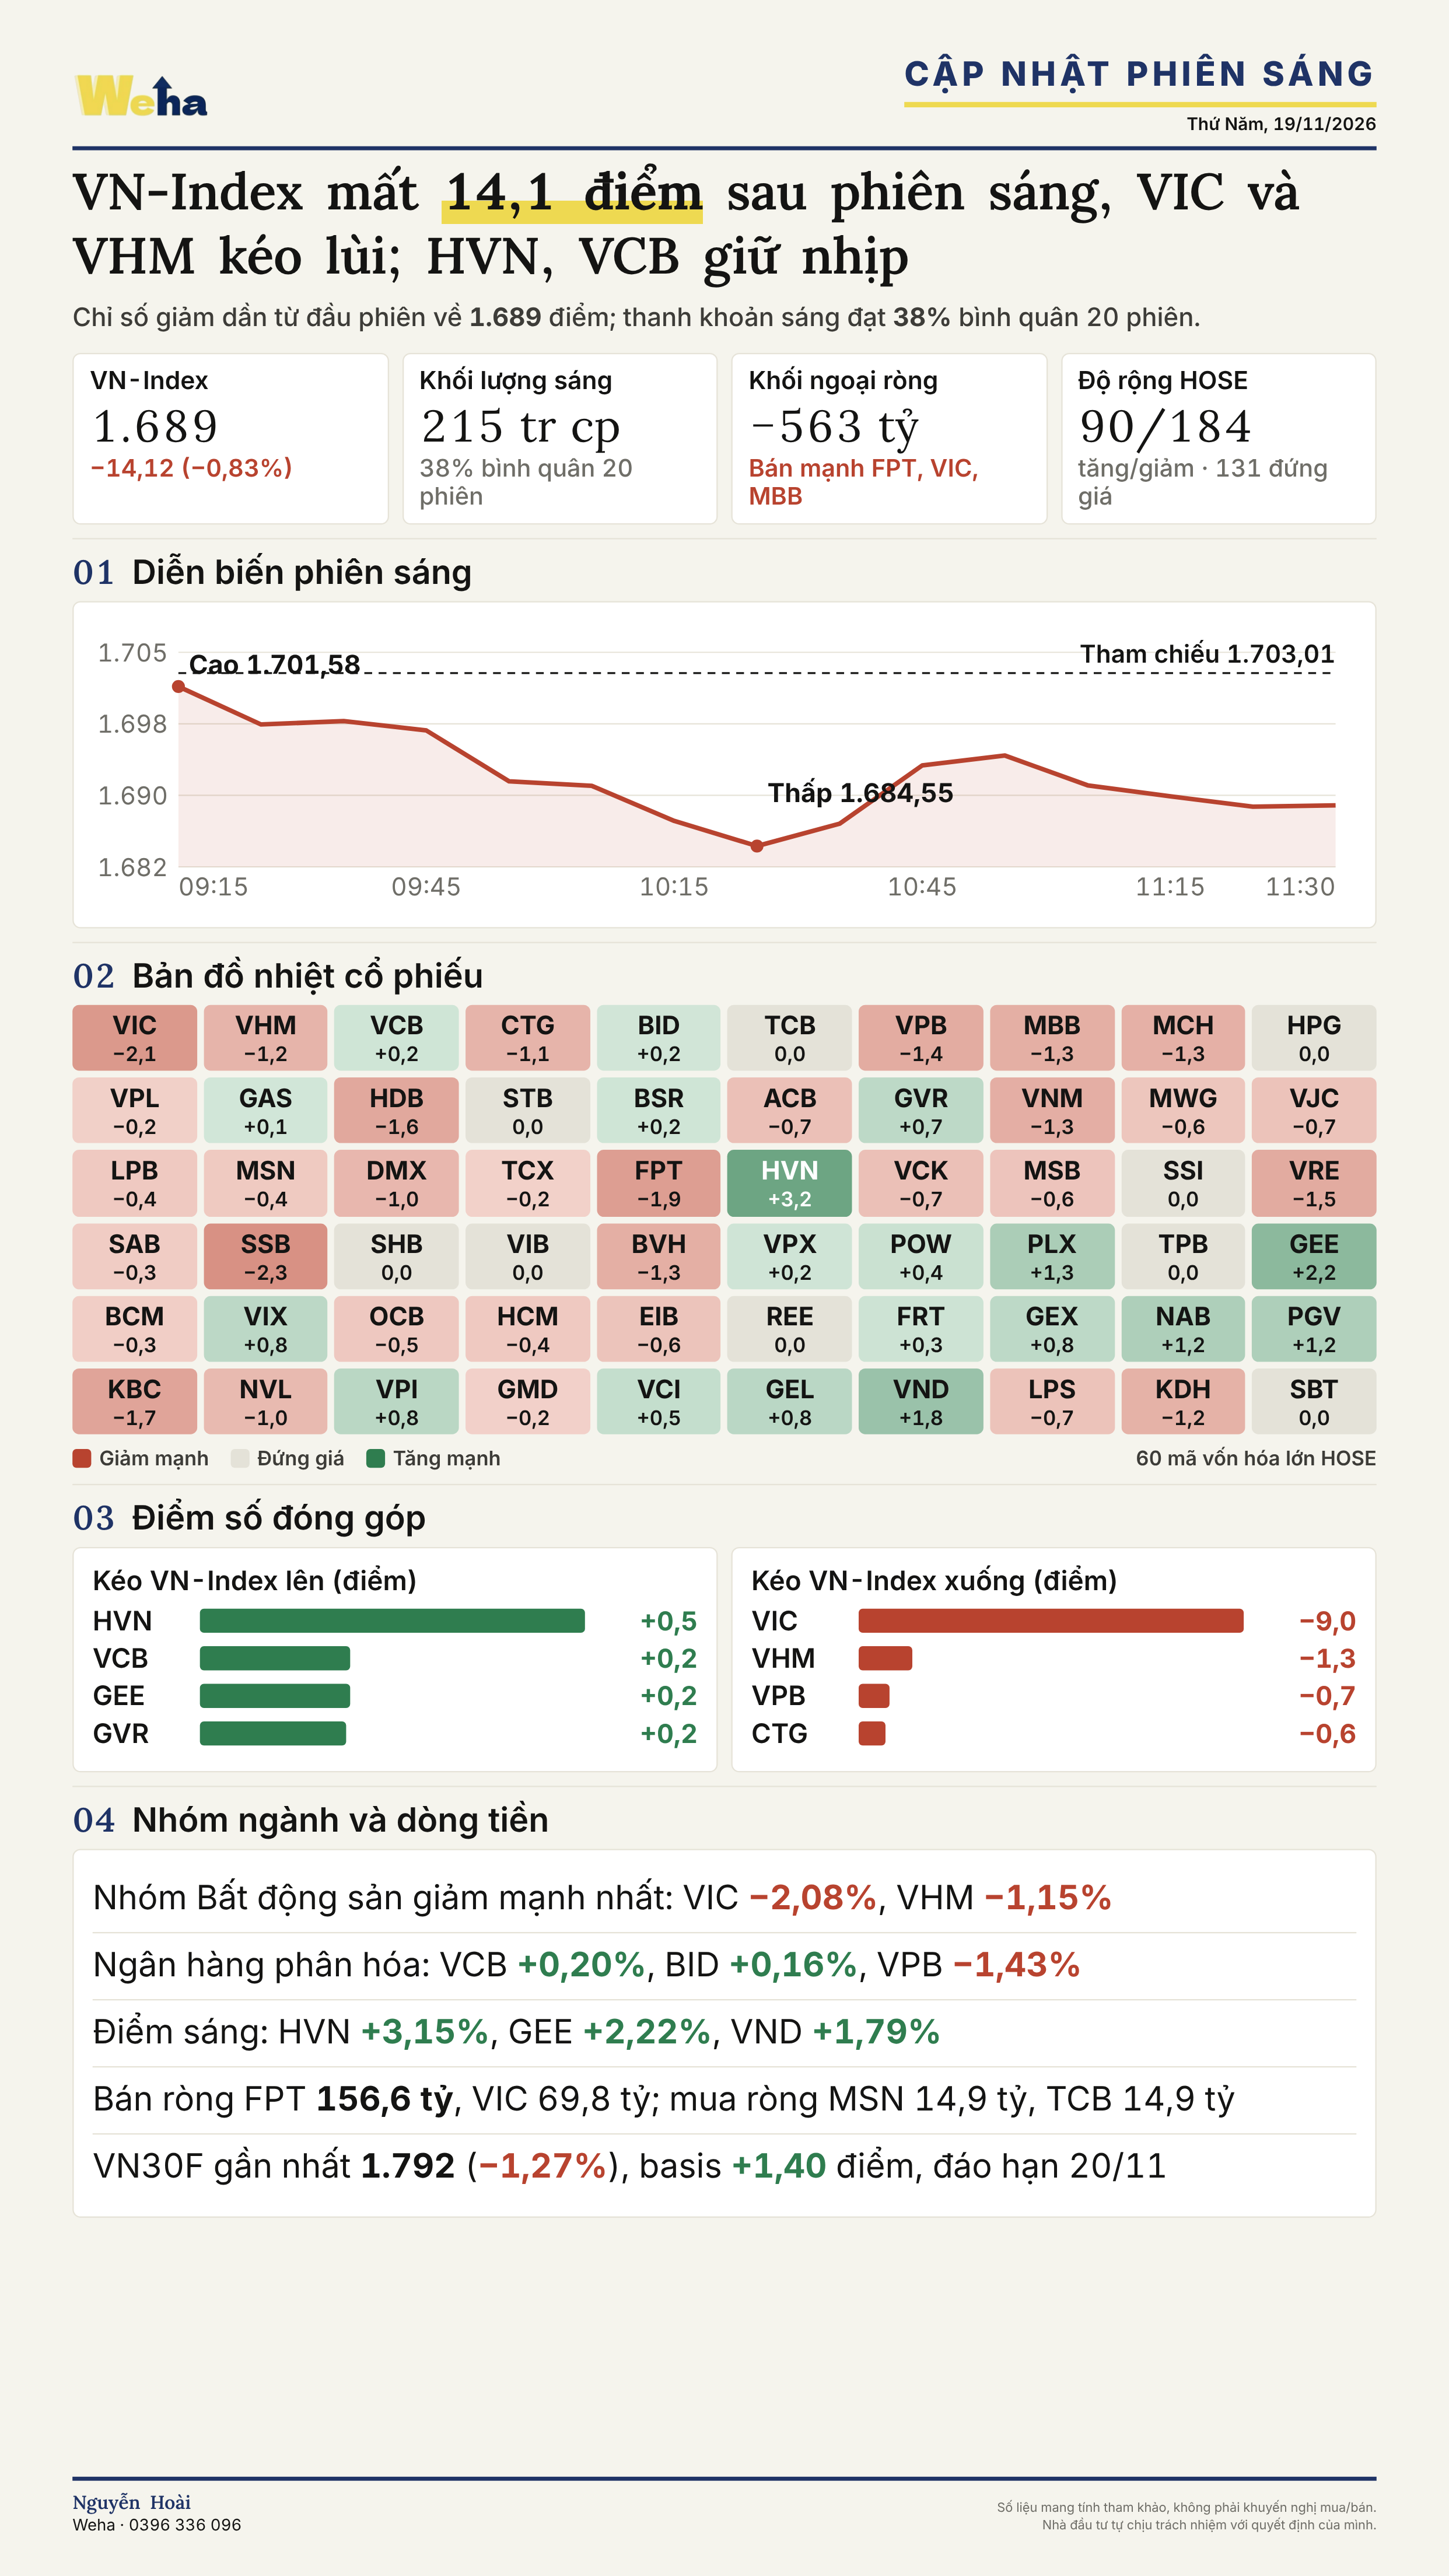 Weha
CẬP NHẬT PHIÊN SÁNG
Thứ Năm, 19/11/2026
VN-Index mất 14,1 điểm sau phiên sáng, VIC và
VHM kéo lùi; HVN, VCB giữ nhịp
Chỉ số giảm dần từ đầu phiên về 1.689 điểm; thanh khoản sáng đạt 38% bình quân 20 phiên.
VN-Index
1.689
−14,12 (−0,83%)
Khối lượng sáng
215 tr cp
38% bình quân 20
phiên
Khối ngoại ròng
−563 tỷ
Bán mạnh FPT, VIC,
MBB
Độ rộng HOSE
90/184
tăng/giảm · 131 đứng
giá
01 Diễn biến phiên sáng
1.705
Cao 1.701,58
Tham chiếu 1.703,01
1.698
1.690
Thấp 1.684,55
1.682
09:15 09:45 10:15 10:45 11:15 11:30
02 Bản đồ nhiệt cổ phiếu
VIC VHM VCB CTG BID TCB VPB MBB MCH HPG
−2,1 −1,2 +0,2 −1,1 +0,2 0,0 −1,4 −1,3 −1,3 0,0
VPL GAS HDB STB BSR ACB GVR VNM MWG VJC
−0,2 +0,1 −1,6 0,0 +0,2 −0,7 +0,7 −1,3 −0,6 −0,7
LPB MSN DMX TCX FPT HVN VCK MSB SSI VRE
−0,4 −0,4 −1,0 −0,2 −1,9 +3,2 −0,7 −0,6 0,0 −1,5
SAB SSB SHB VIB BVH VPX POW PLX TPB GEE
−0,3 −2,3 0,0 0,0 −1,3 +0,2 +0,4 +1,3 0,0 +2,2
BCM VIX OCB HCM EIB REE FRT GEX NAB PGV
−0,3 +0,8 −0,5 −0,4 −0,6 0,0 +0,3 +0,8 +1,2 +1,2
KBC NVL VPI GMD VCI GEL VND LPS KDH SBT
−1,7 −1,0 +0,8 −0,2 +0,5 +0,8 +1,8 −0,7 −1,2 0,0
Giảm mạnh Đứng giá Tăng mạnh
60 mã vốn hóa lớn HOSE
03 Điểm số đóng góp
Kéo VN-Index lên (điểm)
HVN +0,5
VCB +0,2
GEE +0,2
GVR +0,2
Kéo VN-Index xuống (điểm)
VIC −9,0
VHM −1,3
VPB −0,7
CTG −0,6
04 Nhóm ngành và dòng tiền
Nhóm Bất động sản giảm mạnh nhất: VIC −2,08%, VHM −1,15%
Ngân hàng phân hóa: VCB +0,20%, BID +0,16%, VPB −1,43%
Điểm sáng: HVN +3,15%, GEE +2,22%, VND +1,79%
Bán ròng FPT 156,6 tỷ, VIC 69,8 tỷ; mua ròng MSN 14,9 tỷ, TCB 14,9 tỷ
VN30F gần nhất 1.792 (−1,27%), basis +1,40 điểm, đáo hạn 20/11
Nguyễn Hoài
Weha · 0396 336 096
Số liệu mang tính tham khảo, không phải khuyến nghị mua/bán.
Nhà đầu tư tự chịu trách nhiệm với quyết định của mình.